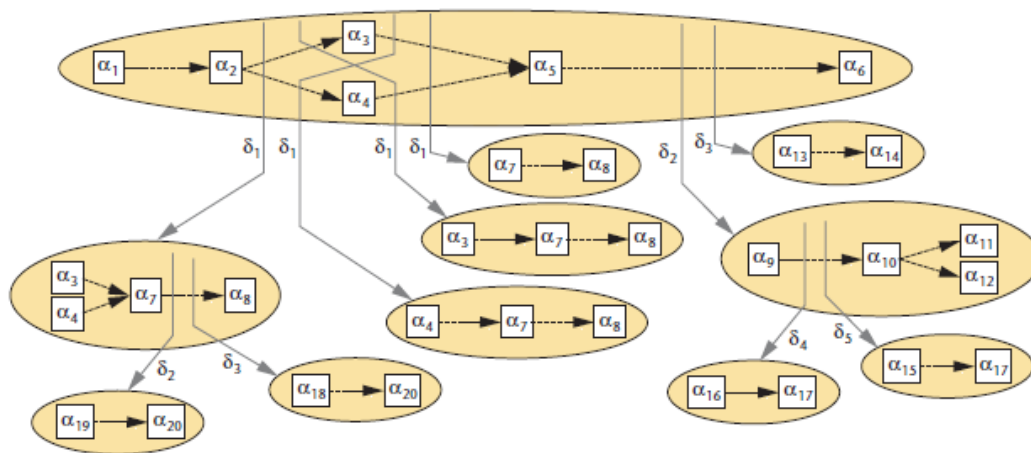 α3
α1 α2 α5 α6
α4
δ1 δ1 δ1 δ1 δ2 δ3
α7 α8
α13 α14
α3 α7 α8
α3
α4
α7 α8
α9 α10
α11
α12
α4 α7 α8
δ2 δ3
δ4 δ5
α18 α20
α19 α20
α16 α17
α15 α17